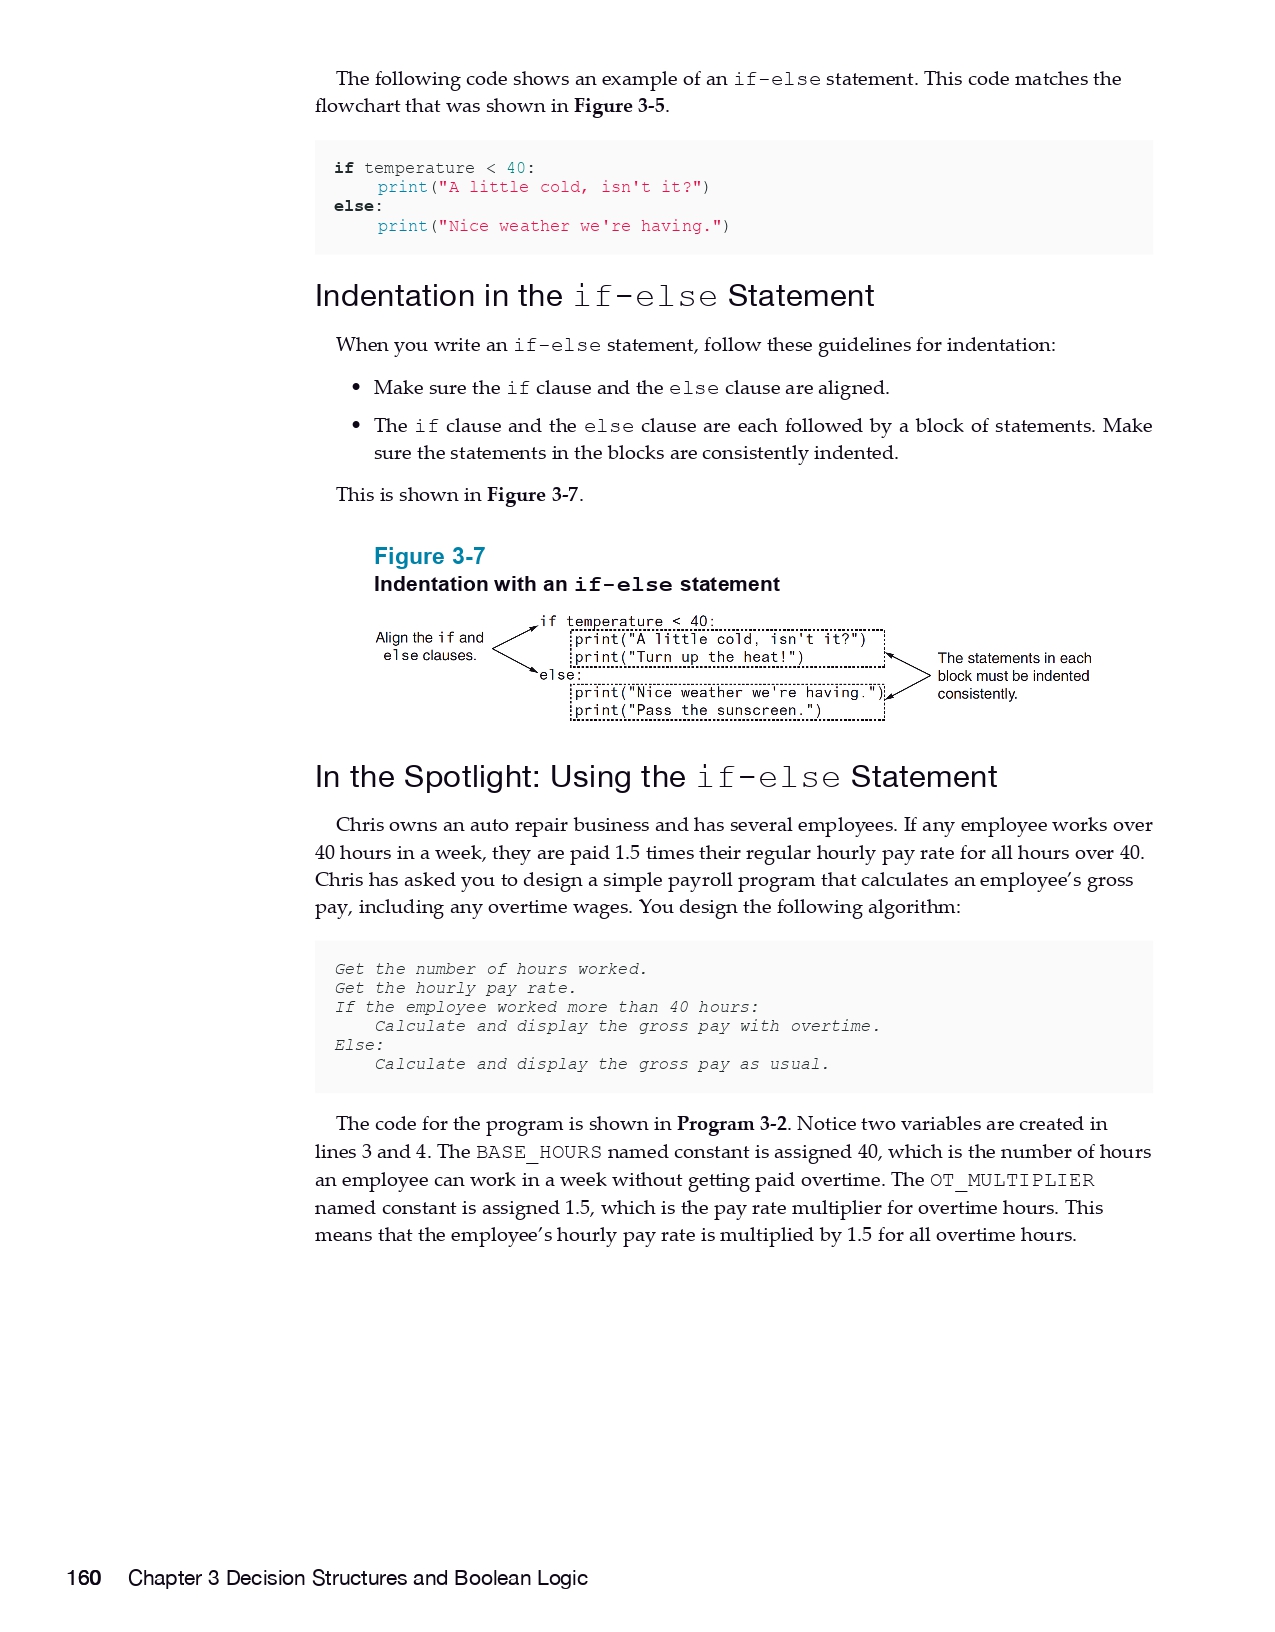 The following code shows an example of an if-else statement. This code matches the
flowchart that was shown in Figure 3-5.
if temperature < 40:
    print("A little cold, isn't it?")
else:
    print("Nice weather we're having.")
Indentation in the if-else Statement
When you write an if-else statement, follow these guidelines for indentation:
• Make sure the if clause and the else clause are aligned.
• The if clause and the else clause are each followed by a block of statements. Make
sure the statements in the blocks are consistently indented.
This is shown in Figure 3-7.
Figure 3-7
Indentation with an if-else statement
Align the if and
else clauses.
if temperature < 40:
    print("A little cold, isn't it?")
    print("Turn up the heat!")
else:
    print("Nice weather we're having.")
    print("Pass the sunscreen.")
The statements in each
block must be indented
consistently.
In the Spotlight: Using the if-else Statement
Chris owns an auto repair business and has several employees. If any employee works over
40 hours in a week, they are paid 1.5 times their regular hourly pay rate for all hours over 40.
Chris has asked you to design a simple payroll program that calculates an employee’s gross
pay, including any overtime wages. You design the following algorithm:
Get the number of hours worked.
Get the hourly pay rate.
If the employee worked more than 40 hours:
    Calculate and display the gross pay with overtime.
Else:
    Calculate and display the gross pay as usual.
The code for the program is shown in Program 3-2. Notice two variables are created in
lines 3 and 4. The BASE_HOURS named constant is assigned 40, which is the number of hours
an employee can work in a week without getting paid overtime. The OT_MULTIPLIER
named constant is assigned 1.5, which is the pay rate multiplier for overtime hours. This
means that the employee’s hourly pay rate is multiplied by 1.5 for all overtime hours.
160 Chapter 3 Decision Structures and Boolean Logic